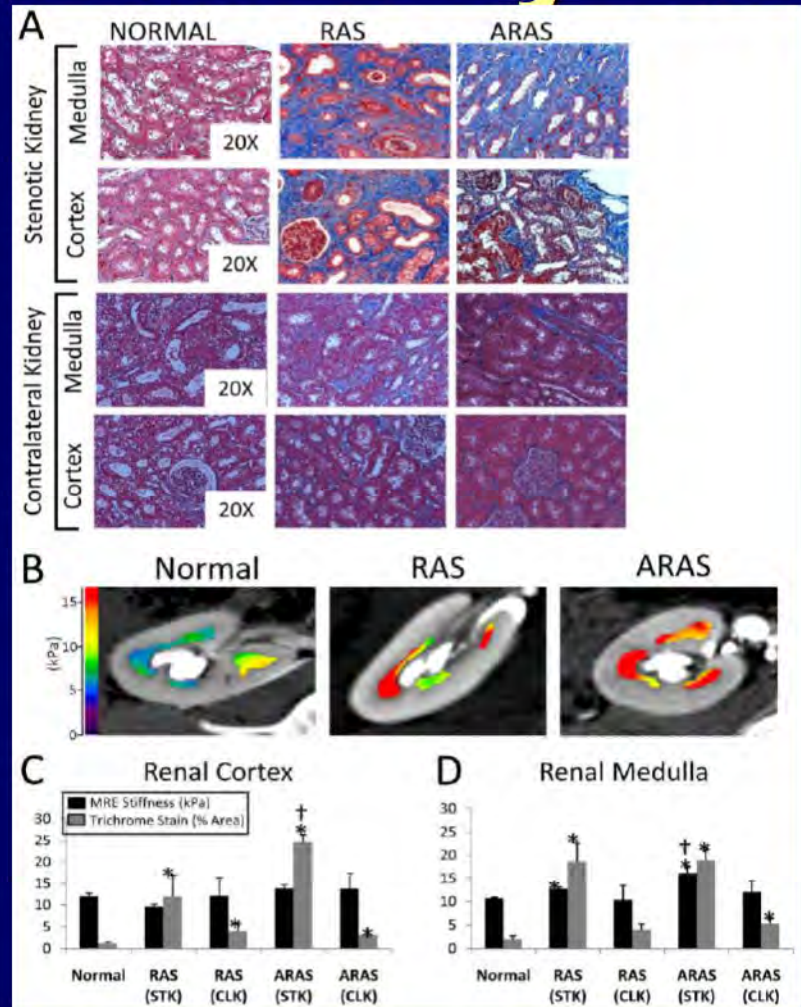 A
NORMAL RAS ARAS
Stenotic Kidney
Medulla
20X
Cortex
20X
Contralateral Kidney
Medulla
20X
Cortex
20X
B
Normal RAS ARAS
15
10
5
0
(kPa)
C Renal Cortex
MRE Stiffness (kPa)
Trichrome Stain (% Area)
30
25
20
15
10
5
0
* * † * *
Normal RAS (STK) RAS (CLK) ARAS (STK) ARAS (CLK)
D Renal Medulla
30
25
20
15
10
5
0
* * † * * *
Normal RAS (STK) RAS (CLK) ARAS (STK) ARAS (CLK)